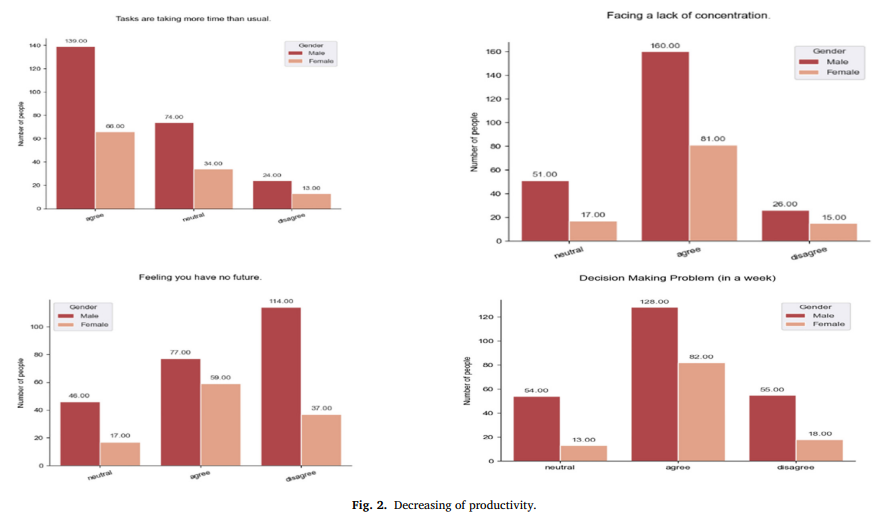 Tasks are taking more time than usual.
Number of people
140
120
100
80
60
40
20
0
139.00
66.00
74.00
34.00
24.00
13.00
agree
neutral
disagree
Gender
Male
Female
Facing a lack of concentration.
Number of people
160
140
120
100
80
60
40
20
0
51.00
17.00
160.00
81.00
26.00
15.00
neutral
agree
disagree
Gender
Male
Female
Feeling you have no future.
Number of people
100
80
60
40
20
0
46.00
17.00
77.00
59.00
114.00
37.00
neutral
agree
disagree
Gender
Male
Female
Decision Making Problem (in a week)
Number of people
120
100
80
60
40
20
0
54.00
13.00
128.00
82.00
55.00
18.00
neutral
agree
disagree
Gender
Male
Female
Fig. 2. Decreasing of productivity.